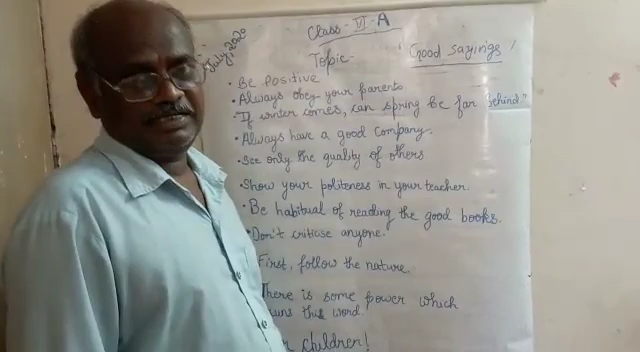 July, 2020
Class - VI - A
Topic - 'Good Sayings'
• Be Positive
• Always obey your parents
• "If winter comes, can spring be far behind"
• Always have a good company.
• See only the quality of others
Show your politeness in your teacher.
• Be habitual of reading the good books.
• Don't criticise anyone.
First, follow the nature.
There is some power which
runs this word
children!